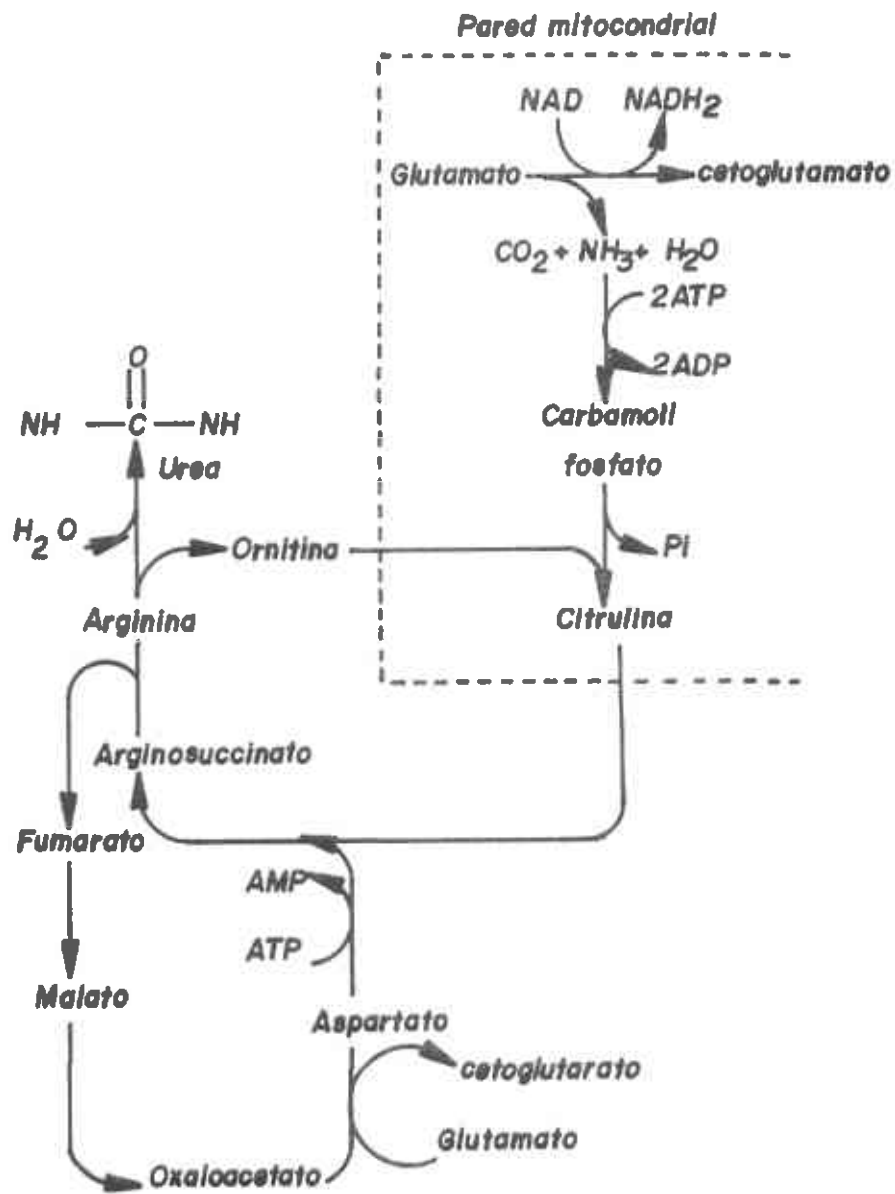 Pared mitocondrial
NAD NADH2
Glutamato cetoglutamato
CO2 + NH3 + H2O
2ATP
2ADP
Carbamoil
fosfato
O
NH — C — NH
Urea
H2O
Ornitina
Pi
Arginina
Citrulina
Arginosuccinato
Fumarato
AMP
ATP
Malato
Aspartato
cetoglutarato
Glutamato
Oxaloacetato